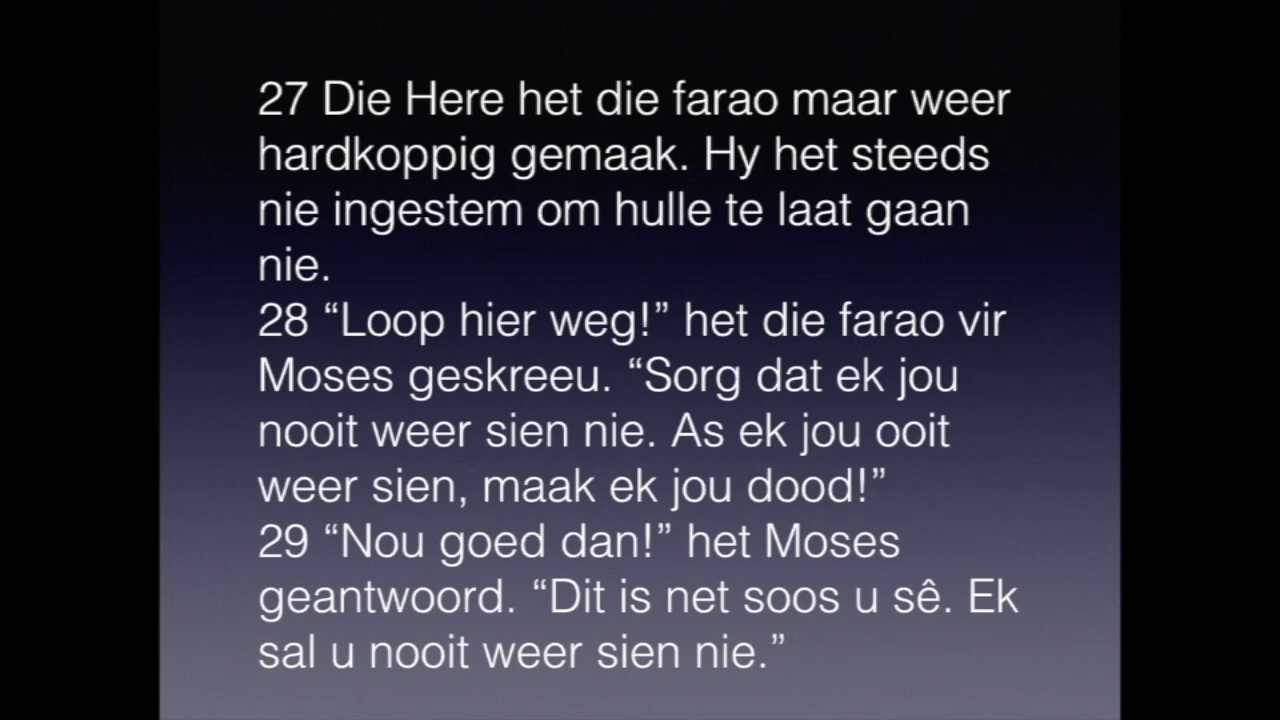 27 Die Here het die farao maar weer
hardkoppig gemaak. Hy het steeds
nie ingestem om hulle te laat gaan
nie.
28 “Loop hier weg!” het die farao vir
Moses geskreeu. “Sorg dat ek jou
nooit weer sien nie. As ek jou ooit
weer sien, maak ek jou dood!”
29 “Nou goed dan!” het Moses
geantwoord. “Dit is net soos u sê. Ek
sal u nooit weer sien nie.”